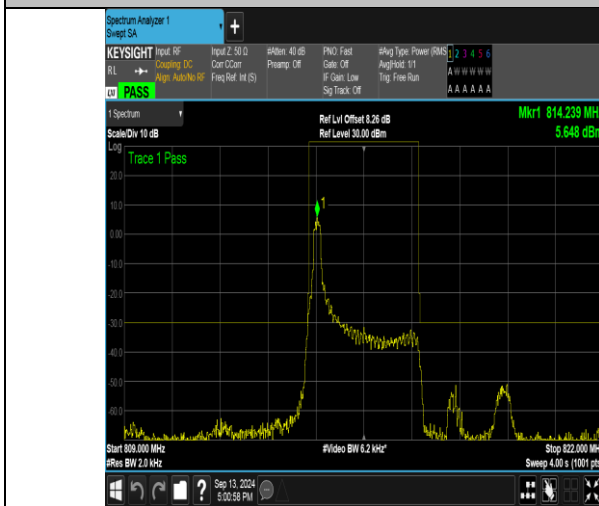 Spectrum Analyzer 1
Swept SA
+
KEYSIGHT Input: RF Input Z: 50 Ω #Atten: 40 dB PNO: Fast #Avg Type: Power (RMS 1 2 3 4 5 6
RL Coupling: DC Corr CCorr Preamp: Off Gate: Off Avg|Hold: 1/1 A W W W W W
Align: Auto/No RF Freq Ref: Int (S) IF Gain: Low Trig: Free Run
PASS Sig Track: Off A A A A A A
1 Spectrum Ref Lvl Offset 8.26 dB Mkr1 814.239 MH
Scale/Div 10 dB Ref Level 30.00 dBm 5.648 dBm
Log
Trace 1 Pass
20.0
10.0
1
0.00
-10.0
-20.0
-30.0
-40.0
-50.0
-60.0
Start 809.000 MHz #Video BW 6.2 kHz* Stop 822.000 MH
#Res BW 2.0 kHz Sweep 4.00 s (1001 pts
? Sep 13, 2024
5:00:58 PM